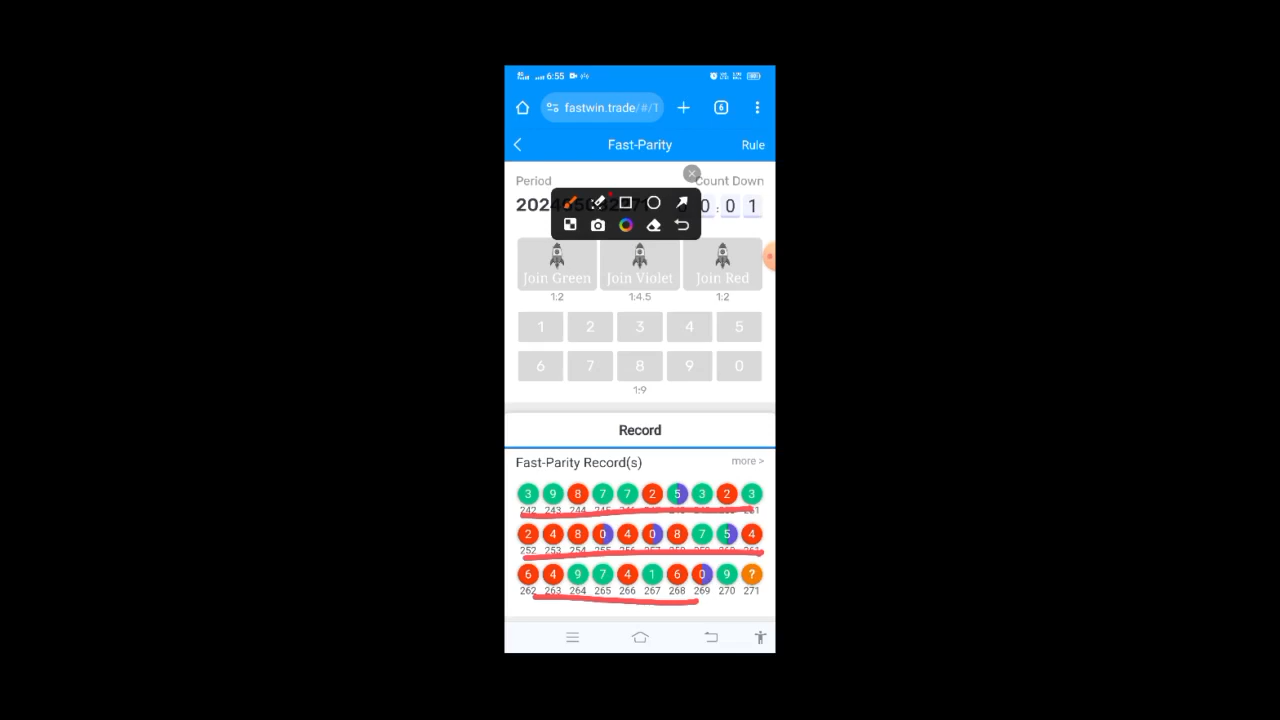 6:55
fastwin.trade/#/1
6
Fast-Parity
Rule
Period
Count Down
202
0 : 0 1
Join Green
Join Violet
Join Red
1:2
1:4.5
1:2
1 2 3 4 5
6 7 8 9 0
1:9
Record
Fast-Parity Record(s)
more >
3 9 8 7 7 2 5 3 2 3
242 243 244
2 4 8 0 4 0 8 7 5 4
252 253 254
6 4 9 7 4 1 6 0 9 ?
262 263 264 265 266 267 268 269 270 271